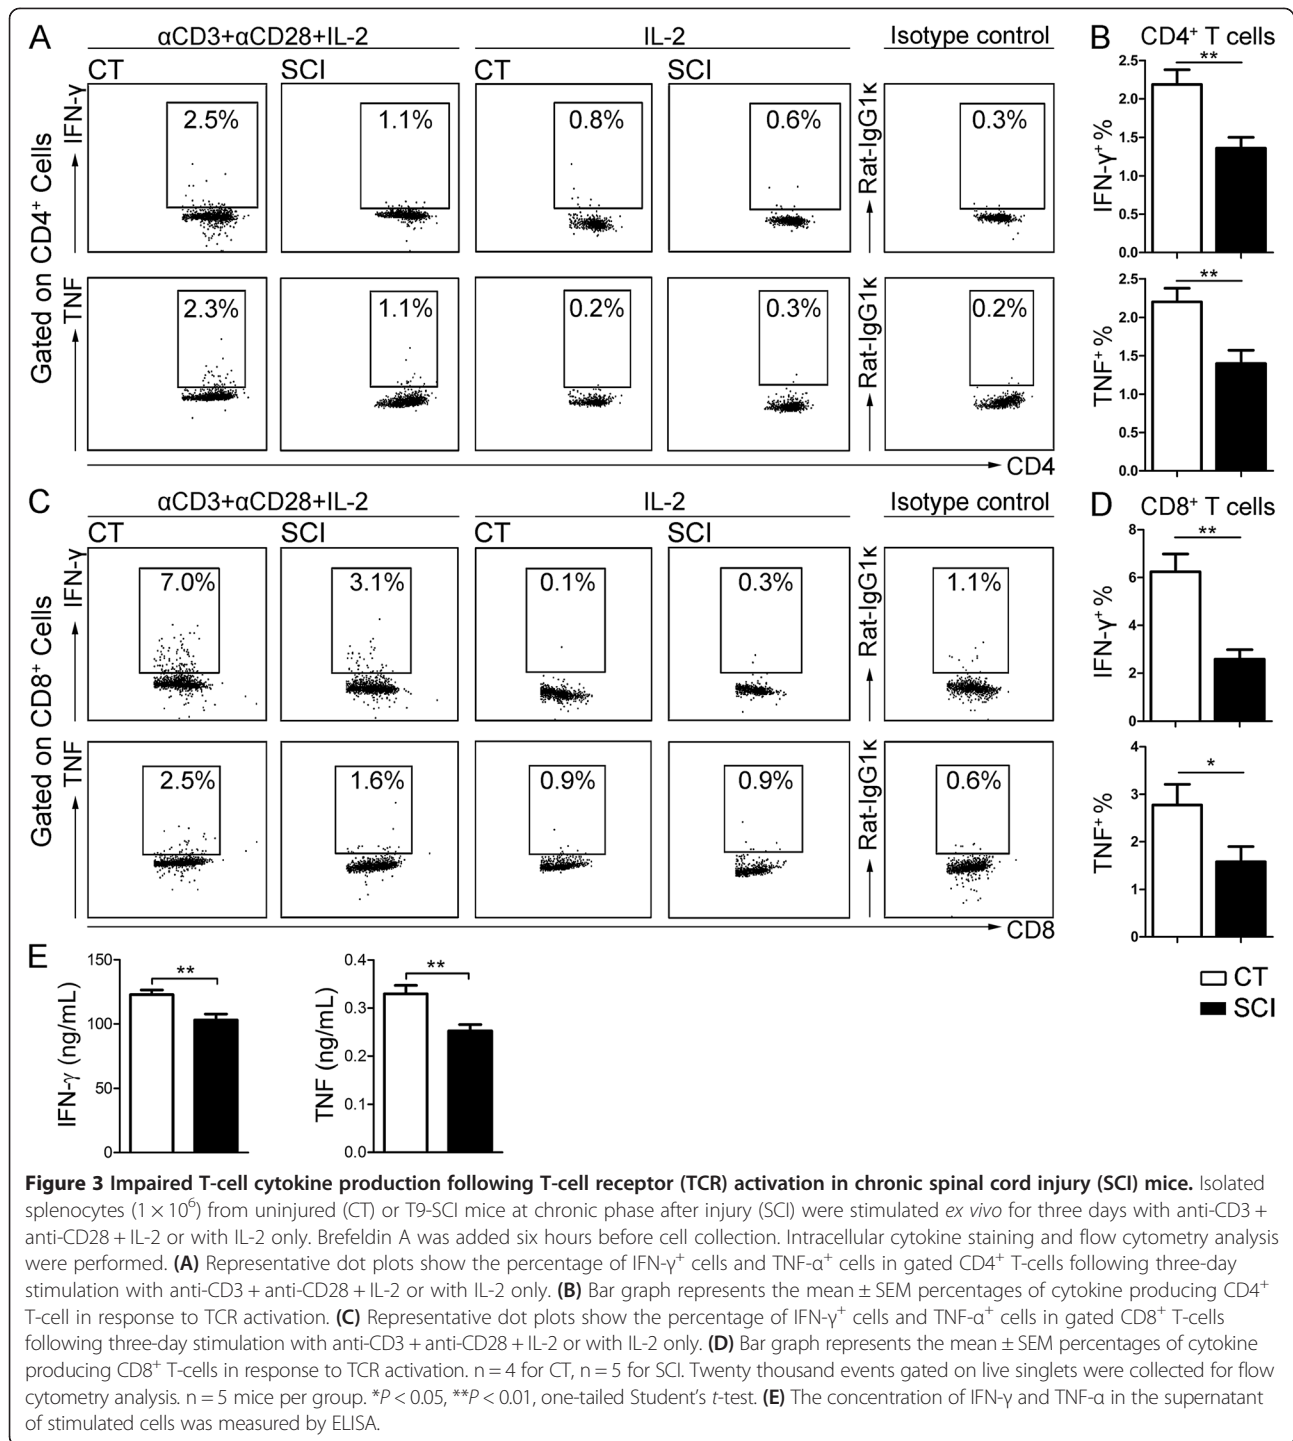 A
αCD3+αCD28+IL-2
IL-2
Isotype control
CT
SCI
CT
SCI
Gated on CD4⁺ Cells
IFN-γ
2.5%
1.1%
0.8%
0.6%
Rat-IgG1κ
0.3%
TNF
2.3%
1.1%
0.2%
0.3%
Rat-IgG1κ
0.2%
CD4
B
CD4⁺ T cells
IFN-γ⁺ %
2.5
2.0
1.5
1.0
0.5
0.0
**
TNF⁺ %
2.5
2.0
1.5
1.0
0.5
0.0
**
C
αCD3+αCD28+IL-2
IL-2
Isotype control
CT
SCI
CT
SCI
Gated on CD8⁺ Cells
IFN-γ
7.0%
3.1%
0.1%
0.3%
Rat-IgG1κ
1.1%
TNF
2.5%
1.6%
0.9%
0.9%
Rat-IgG1κ
0.6%
CD8
D
CD8⁺ T cells
IFN-γ⁺ %
8
6
4
2
0
**
TNF⁺ %
4
3
2
1
0
*
CT
SCI
E
IFN-γ (ng/mL)
150
100
50
0
**
TNF (ng/mL)
0.4
0.3
0.2
0.1
0.0
**
Figure 3 Impaired T-cell cytokine production following T-cell receptor (TCR) activation in chronic spinal cord injury (SCI) mice. Isolated
splenocytes (1 × 10⁶) from uninjured (CT) or T9-SCI mice at chronic phase after injury (SCI) were stimulated ex vivo for three days with anti-CD3 +
anti-CD28 + IL-2 or with IL-2 only. Brefeldin A was added six hours before cell collection. Intracellular cytokine staining and flow cytometry analysis
were performed. (A) Representative dot plots show the percentage of IFN-γ⁺ cells and TNF-α⁺ cells in gated CD4⁺ T-cells following three-day
stimulation with anti-CD3 + anti-CD28 + IL-2 or with IL-2 only. (B) Bar graph represents the mean ± SEM percentages of cytokine producing CD4⁺
T-cell in response to TCR activation. (C) Representative dot plots show the percentage of IFN-γ⁺ cells and TNF-α⁺ cells in gated CD8⁺ T-cells
following three-day stimulation with anti-CD3 + anti-CD28 + IL-2 or with IL-2 only. (D) Bar graph represents the mean ± SEM percentages of cytokine
producing CD8⁺ T-cells in response to TCR activation. n = 4 for CT, n = 5 for SCI. Twenty thousand events gated on live singlets were collected for flow
cytometry analysis. n = 5 mice per group. *P < 0.05, **P < 0.01, one-tailed Student's t-test. (E) The concentration of IFN-γ and TNF-α in the supernatant
of stimulated cells was measured by ELISA.